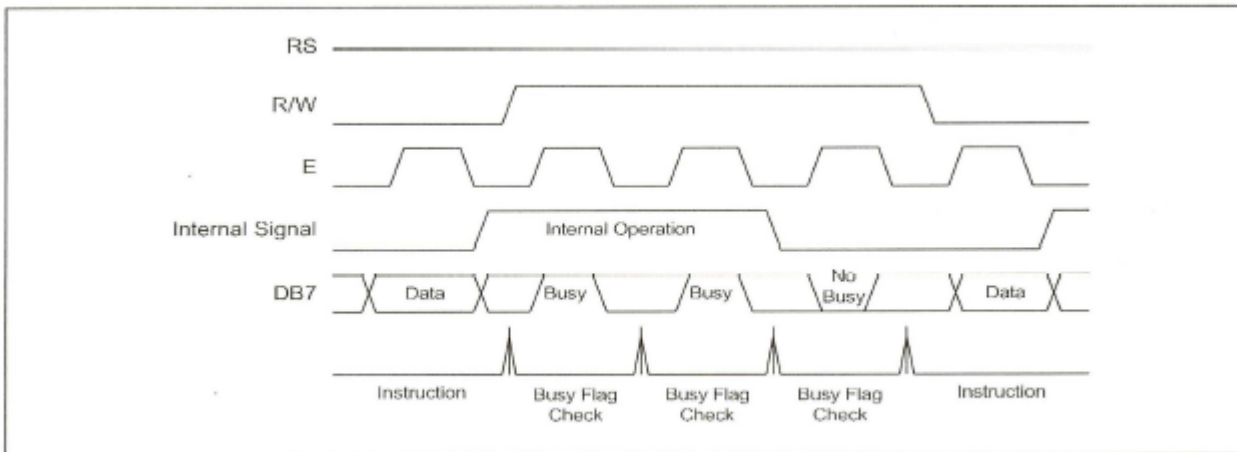 RS
R/W
E
Internal Signal
Internal Operation
DB7
Data
Busy
Busy
No
Busy
Data
Instruction
Busy Flag
Check
Busy Flag
Check
Busy Flag
Check
Instruction